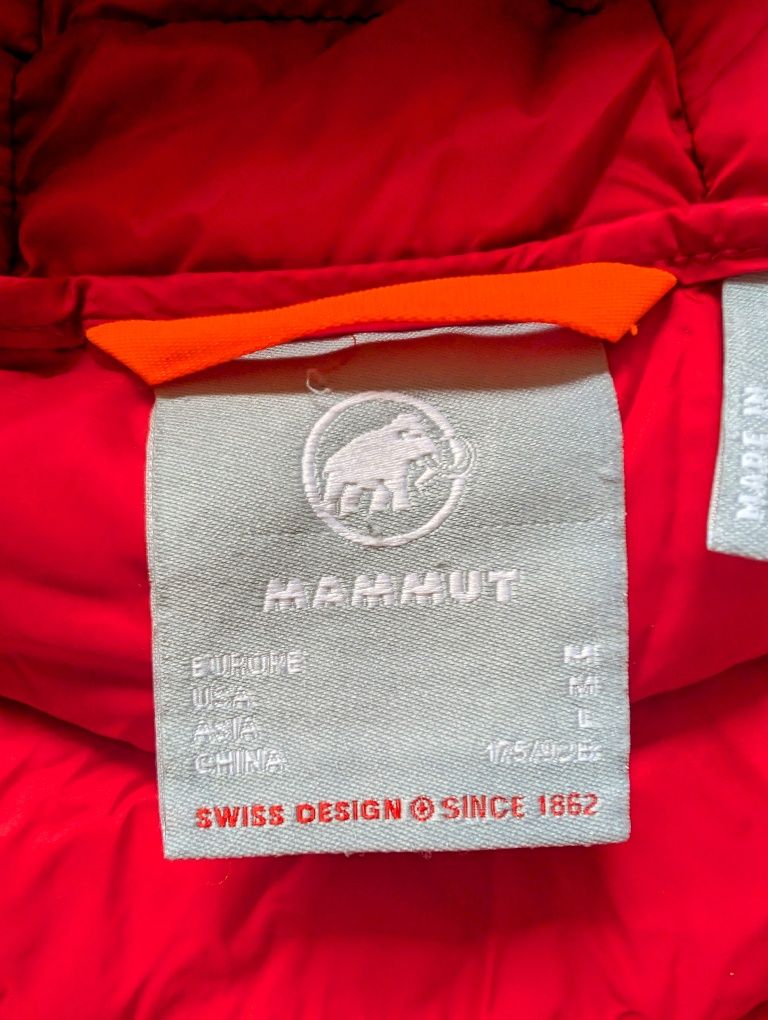 MAMMUT
EUROPE M
USA M
ASIA L
CHINA
SWISS DESIGN SINCE 1862
MADE IN